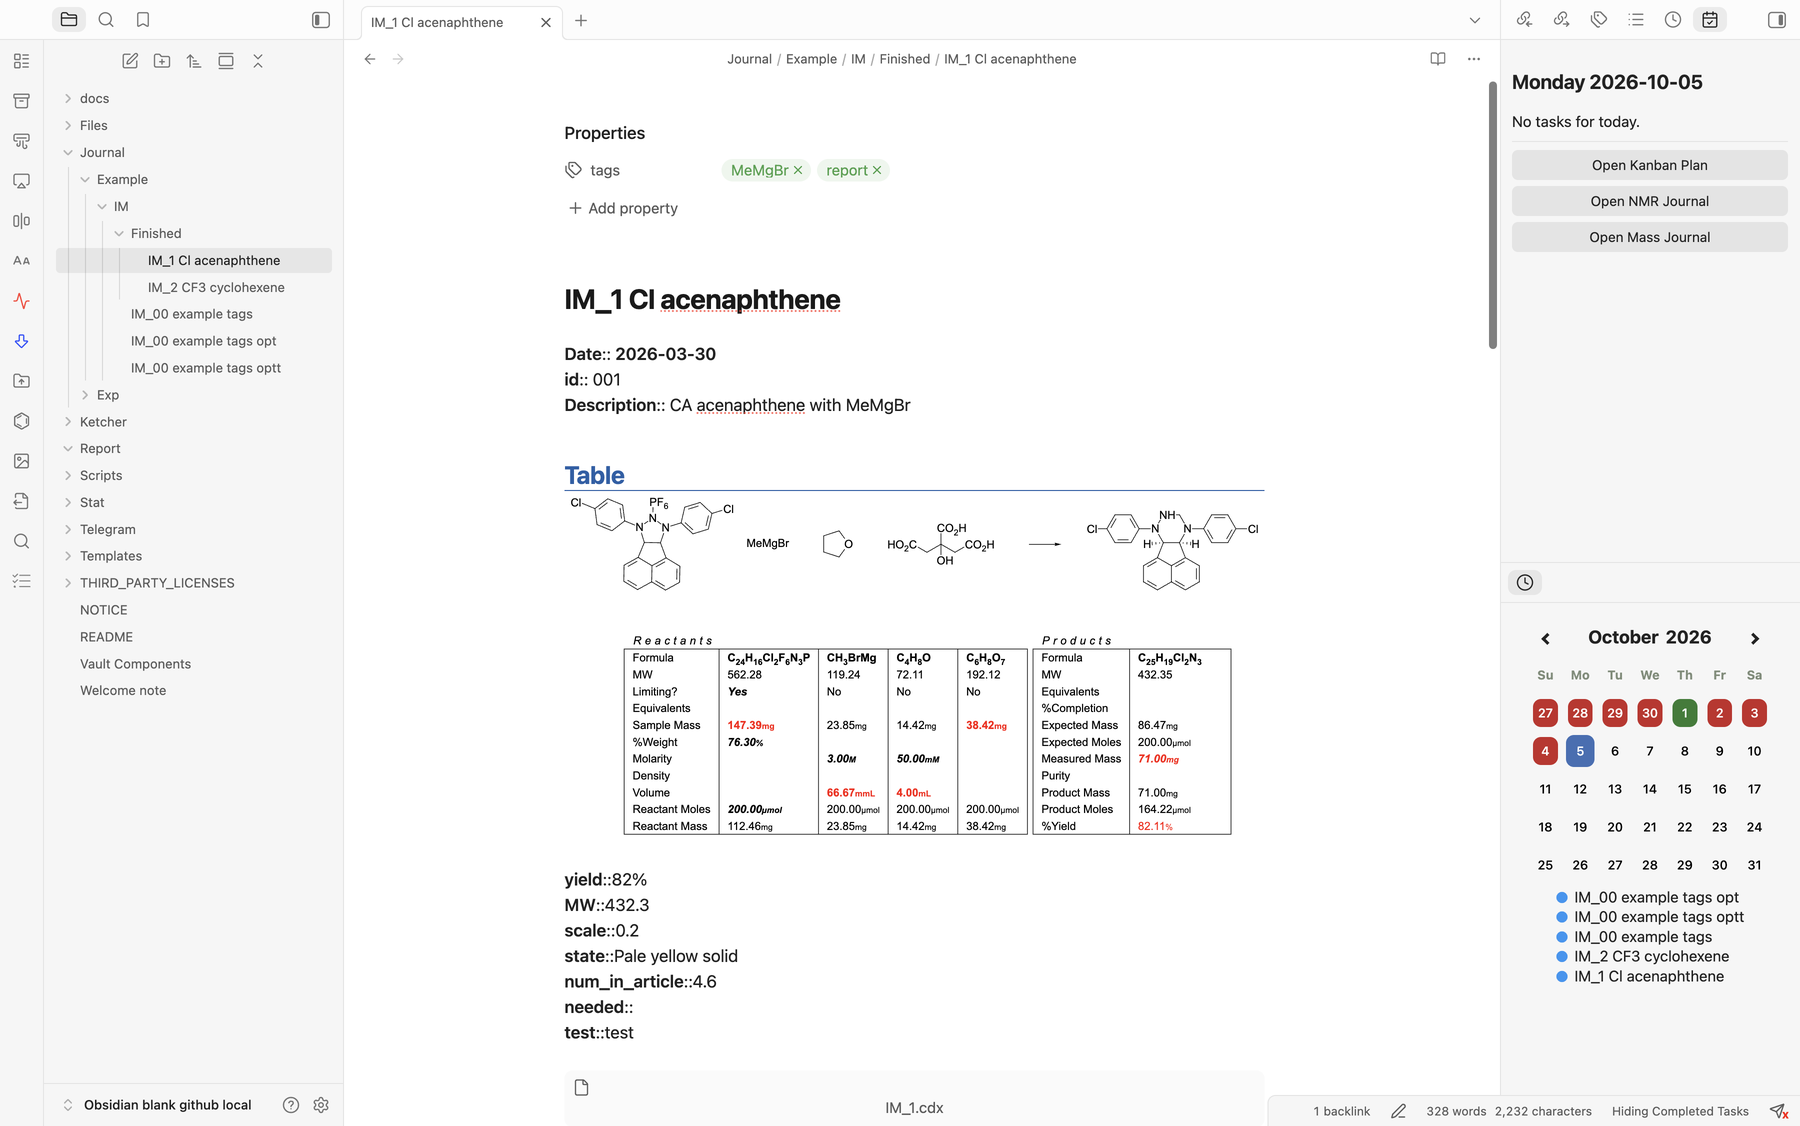 IM_1 Cl acenaphthene
docs
Files
Journal
Example
IM
Finished
IM_1 Cl acenaphthene
IM_2 CF3 cyclohexene
IM_00 example tags
IM_00 example tags opt
IM_00 example tags optt
Exp
Ketcher
Report
Scripts
Stat
Telegram
Templates
THIRD_PARTY_LICENSES
NOTICE
README
Vault Components
Welcome note
Obsidian blank github local
Journal / Example / IM / Finished / IM_1 Cl acenaphthene
Properties
tags MeMgBr × report ×
+ Add property
IM_1 Cl acenaphthene
Date:: 2026-03-30
id:: 001
Description:: CA acenaphthene with MeMgBr
Table
Cl PF6 Cl N N N
MeMgBr
O
CO2H HO2C CO2H OH
NH Cl N N Cl H H
Reactants Products
Formula C24H16Cl2F6N3P CH3BrMg C4H8O C6H8O7 Formula C25H19Cl2N3
MW 562.28 119.24 72.11 192.12 MW 432.35
Limiting? Yes No No No Equivalents
Equivalents %Completion
Sample Mass 147.39mg 23.85mg 14.42mg 38.42mg Expected Mass 86.47mg
%Weight 76.30% Expected Moles 200.00µmol
Molarity 3.00M 50.00mM Measured Mass 71.00mg
Density Purity
Volume 66.67mmL 4.00mL Product Mass 71.00mg
Reactant Moles 200.00µmol 200.00µmol 200.00µmol 200.00µmol Product Moles 164.22µmol
Reactant Mass 112.46mg 23.85mg 14.42mg 38.42mg %Yield 82.11%
yield::82%
MW::432.3
scale::0.2
state::Pale yellow solid
num_in_article::4.6
needed::
test::test
IM_1.cdx
Monday 2026-10-05
No tasks for today.
Open Kanban Plan
Open NMR Journal
Open Mass Journal
October 2026
Su Mo Tu We Th Fr Sa
27 28 29 30 1 2 3
4 5 6 7 8 9 10
11 12 13 14 15 16 17
18 19 20 21 22 23 24
25 26 27 28 29 30 31
IM_00 example tags opt
IM_00 example tags optt
IM_00 example tags
IM_2 CF3 cyclohexene
IM_1 Cl acenaphthene
1 backlink 328 words 2,232 characters Hiding Completed Tasks